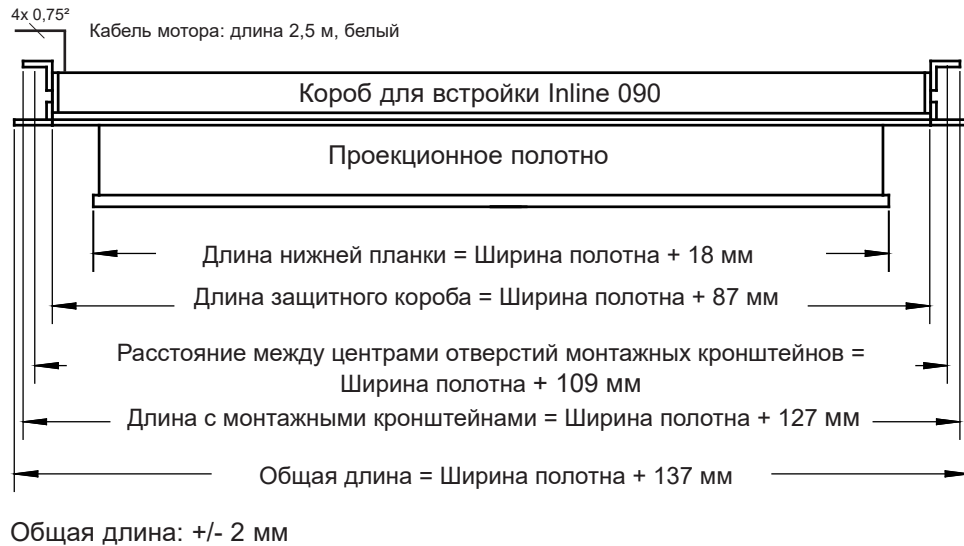 4x 0,75²
Кабель мотора: длина 2,5 м, белый
Короб для встройки Inline 090
Проекционное полотно
Длина нижней планки = Ширина полотна + 18 мм
Длина защитного короба = Ширина полотна + 87 мм
Расстояние между центрами отверстий монтажных кронштейнов =
Ширина полотна + 109 мм
Длина с монтажными кронштейнами = Ширина полотна + 127 мм
Общая длина = Ширина полотна + 137 мм
Общая длина: +/- 2 мм